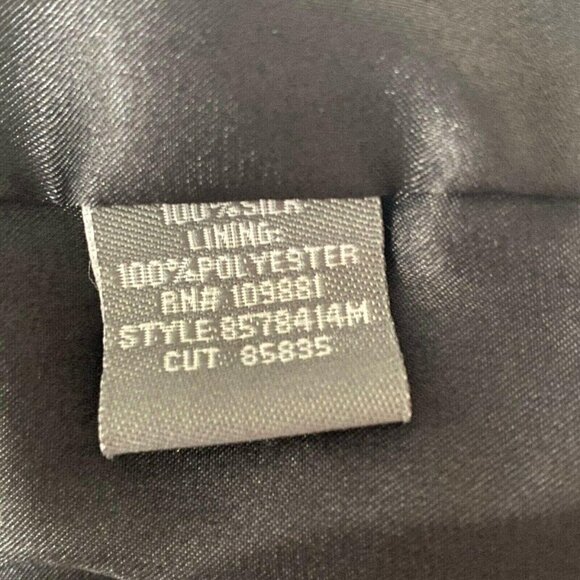 100% SILK
LINING:
100% POLYESTER
RN# 109881
STYLE:8578414M
CUT 85835